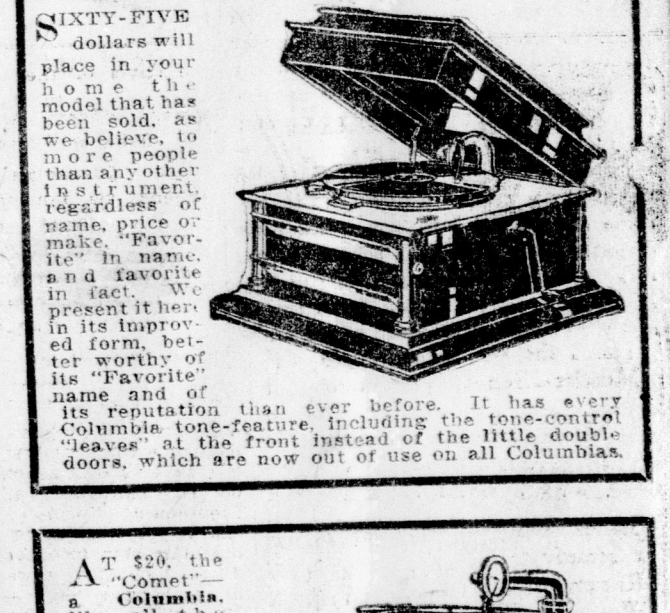 SIXTY-FIVE
dollars will
place in your
home the
model that has
been sold, as
we believe, to
more people
than any other
instrument,
regardless of
name, price or
make. "Favor-
ite" in name,
and favorite
in fact. We
present it here
in its improv-
ed form, bet-
ter worthy of
its "Favorite"
name and of
its reputation than ever before. It has every
Columbia tone-feature, including the tone-control
"leaves" at the front instead of the little double
doors, which are now out of use on all Columbias.
AT $20, the
"Comet"—
a Columbia.